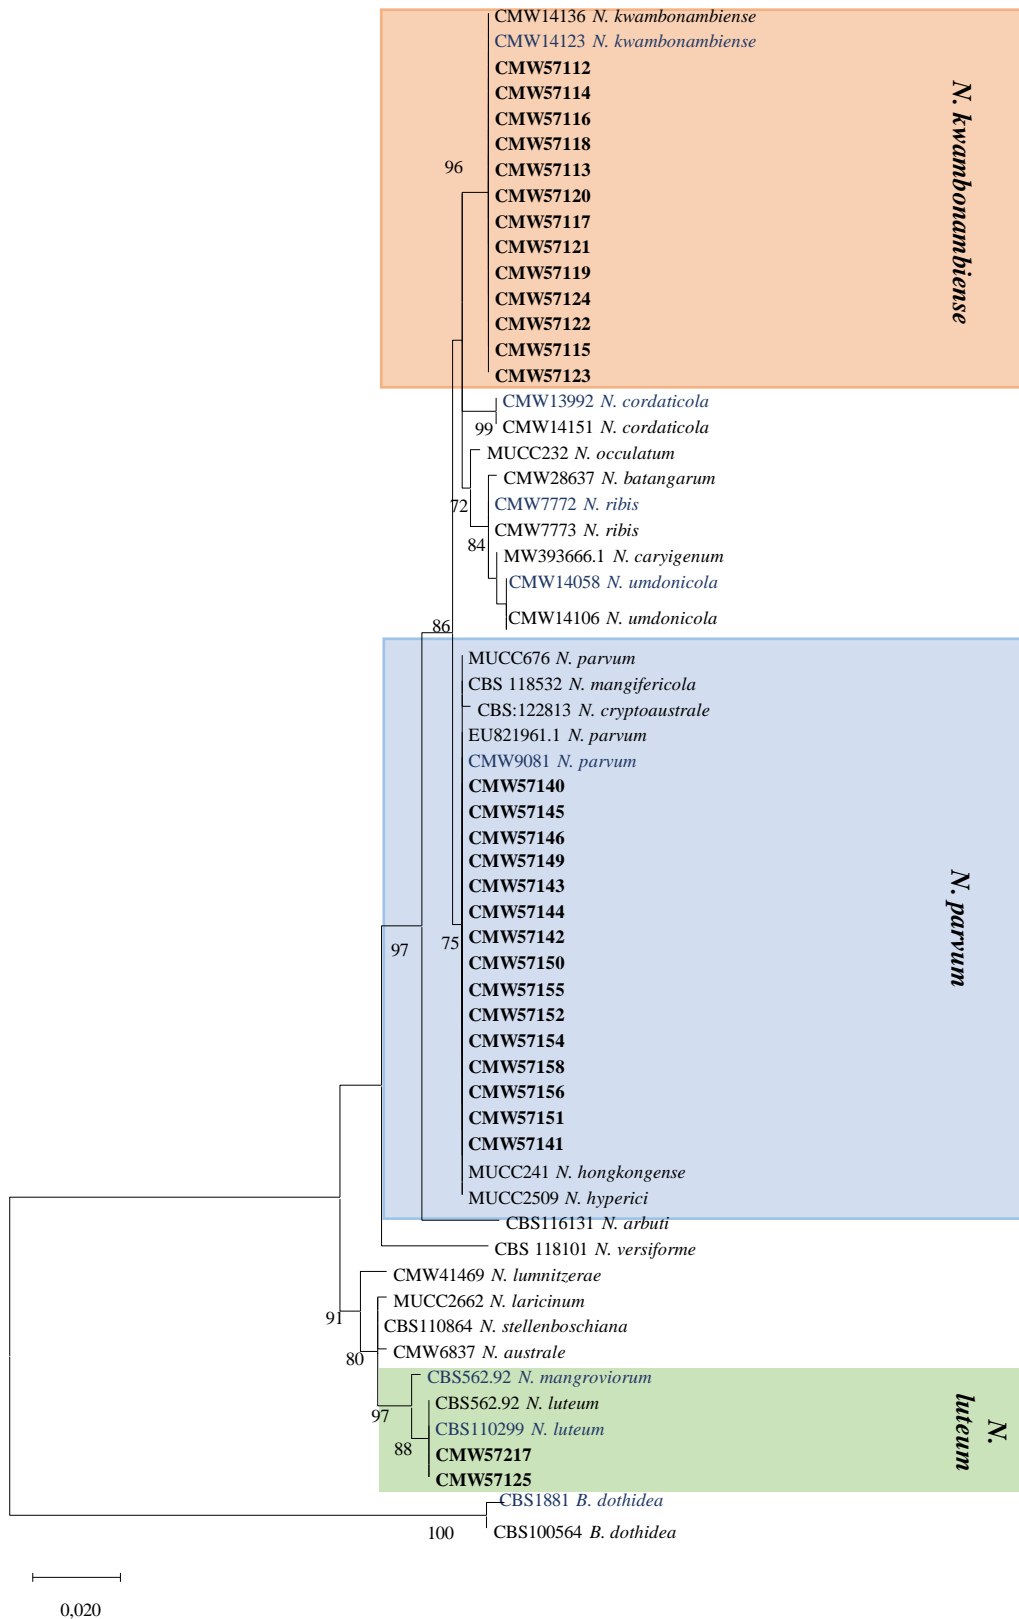 CMW14136 N. kwambonambiense
CMW14123 N. kwambonambiense
CMW57112
CMW57114
CMW57116
CMW57118
CMW57113
CMW57120
CMW57117
CMW57121
CMW57119
CMW57124
CMW57122
CMW57115
CMW57123
N. kwambonambiense
96
CMW13992 N. cordaticola
CMW14151 N. cordaticola
99
MUCC232 N. occulatum
CMW28637 N. batangarum
CMW7772 N. ribis
72
CMW7773 N. ribis
84
MW393666.1 N. caryigenum
CMW14058 N. umdonicola
CMW14106 N. umdonicola
86
MUCC676 N. parvum
CBS 118532 N. mangifericola
CBS:122813 N. cryptoaustrale
EU821961.1 N. parvum
CMW9081 N. parvum
CMW57140
CMW57145
CMW57146
CMW57149
CMW57143
CMW57144
CMW57142
CMW57150
CMW57155
CMW57152
CMW57154
CMW57158
CMW57156
CMW57151
CMW57141
MUCC241 N. hongkongense
MUCC2509 N. hyperici
N. parvum
97
75
CBS116131 N. arbuti
CBS 118101 N. versiforme
CMW41469 N. lumnitzerae
MUCC2662 N. laricinum
91
CBS110864 N. stellenboschiana
CMW6837 N. australe
80
CBS562.92 N. mangroviorum
CBS562.92 N. luteum
97
CBS110299 N. luteum
88
CMW57217
CMW57125
N.
luteum
CBS1881 B. dothidea
CBS100564 B. dothidea
100
0,020